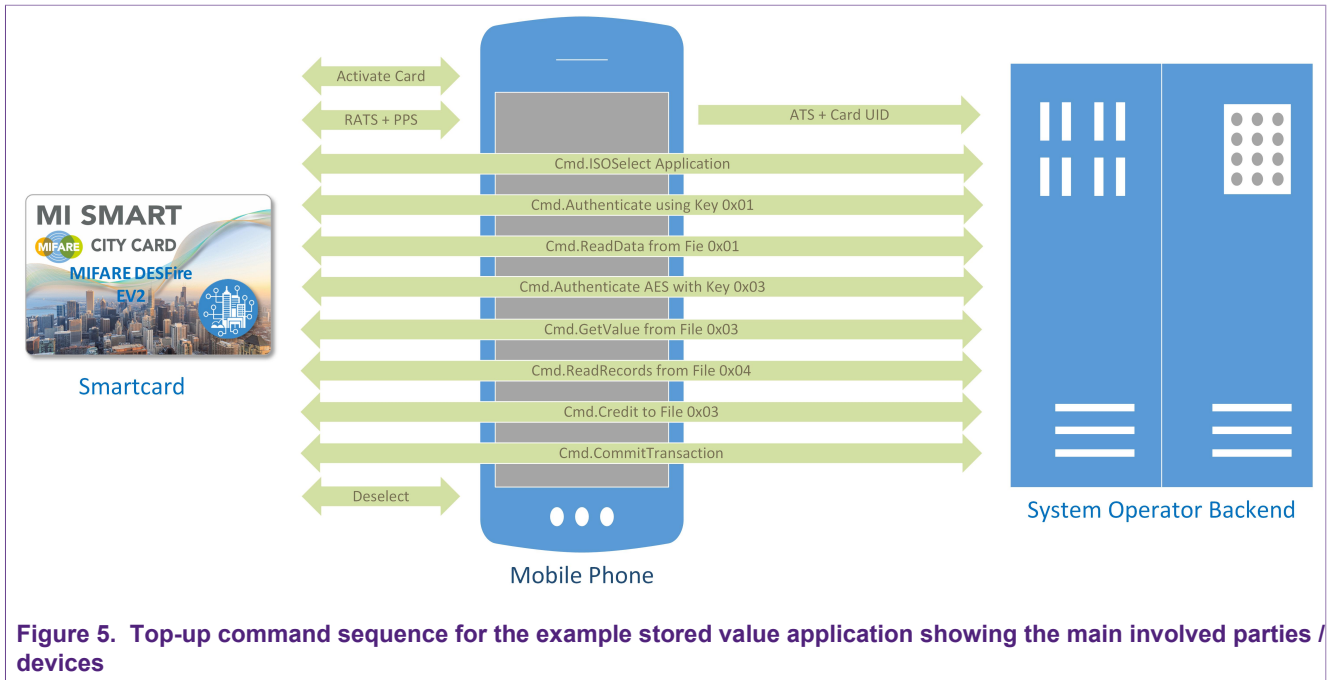 Activate Card
RATS + PPS
ATS + Card UID
Cmd.ISOSelect Application
Cmd.Authenticate using Key 0x01
Cmd.ReadData from Fie 0x01
Cmd.Authenticate AES with Key 0x03
Cmd.GetValue from File 0x03
Cmd.ReadRecords from File 0x04
Cmd.Credit to File 0x03
Cmd.CommitTransaction
Deselect
MI SMART
MIFARE CITY CARD
MIFARE DESFire
EV2
Smartcard
Mobile Phone
System Operator Backend
Figure 5. Top-up command sequence for the example stored value application showing the main involved parties /
devices